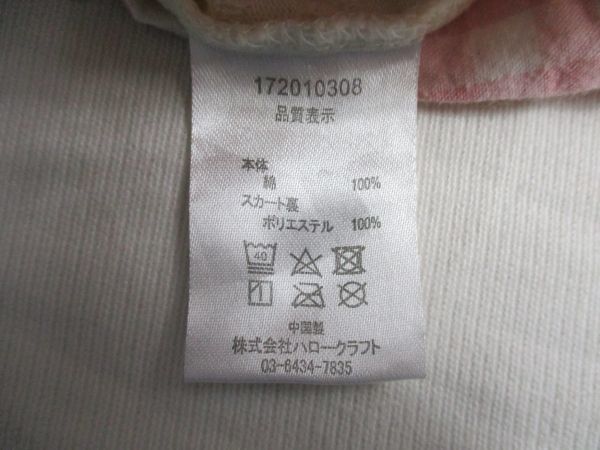 172010308
品質表示
本体
綿 100%
スカート裏
ポリエステル 100%
40
中国製
株式会社ハロークラフト
03-6434-7835